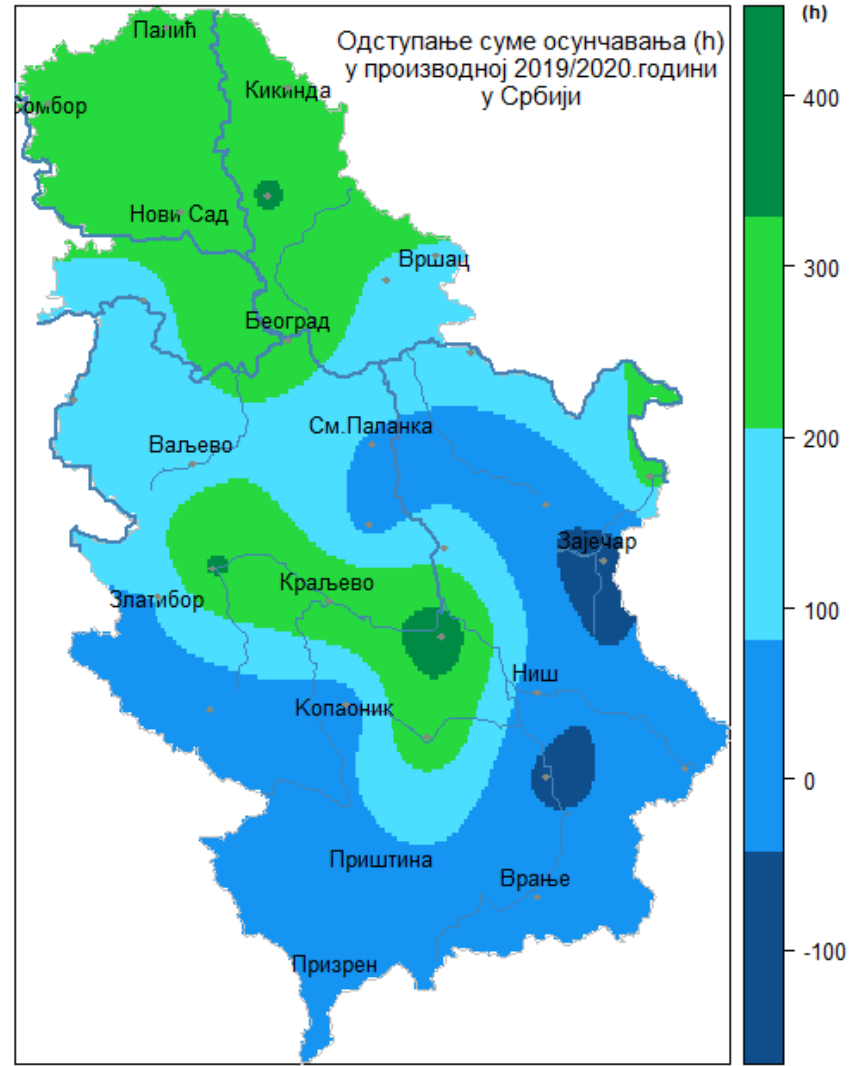 (h)
Одступање суме осунчавања (h)
у производној 2019/2020.години
у Србији
Палић
Кикинда
Сомбор
400
Нови Сад
Вршац
300
Београд
См.Паланка
Ваљево
200
Зајечар
Краљево
Златибор
100
Ниш
Копаоник
0
Приштина
Врање
-100
Призрен